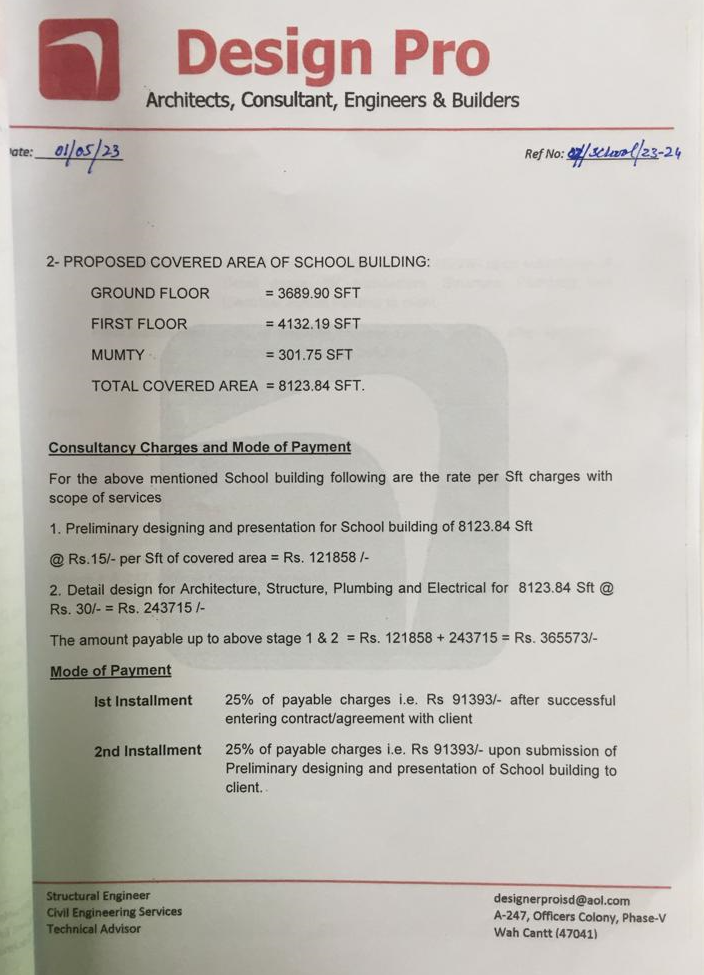 Design Pro
Architects, Consultant, Engineers & Builders
ate: 01/05/23
Ref No: 07/School/23-24
2- PROPOSED COVERED AREA OF SCHOOL BUILDING:
GROUND FLOOR = 3689.90 SFT
FIRST FLOOR = 4132.19 SFT
MUMTY = 301.75 SFT
TOTAL COVERED AREA = 8123.84 SFT.
Consultancy Charges and Mode of Payment
For the above mentioned School building following are the rate per Sft charges with
scope of services
1. Preliminary designing and presentation for School building of 8123.84 Sft
@ Rs.15/- per Sft of covered area = Rs. 121858 /-
2. Detail design for Architecture, Structure, Plumbing and Electrical for 8123.84 Sft @
Rs. 30/- = Rs. 243715 /-
The amount payable up to above stage 1 & 2 = Rs. 121858 + 243715 = Rs. 365573/-
Mode of Payment
Ist Installment 25% of payable charges i.e. Rs 91393/- after successful
entering contract/agreement with client
2nd Installment 25% of payable charges i.e. Rs 91393/- upon submission of
Preliminary designing and presentation of School building to
client.
Structural Engineer
Civil Engineering Services
Technical Advisor
designerproisd@aol.com
A-247, Officers Colony, Phase-V
Wah Cantt (47041)